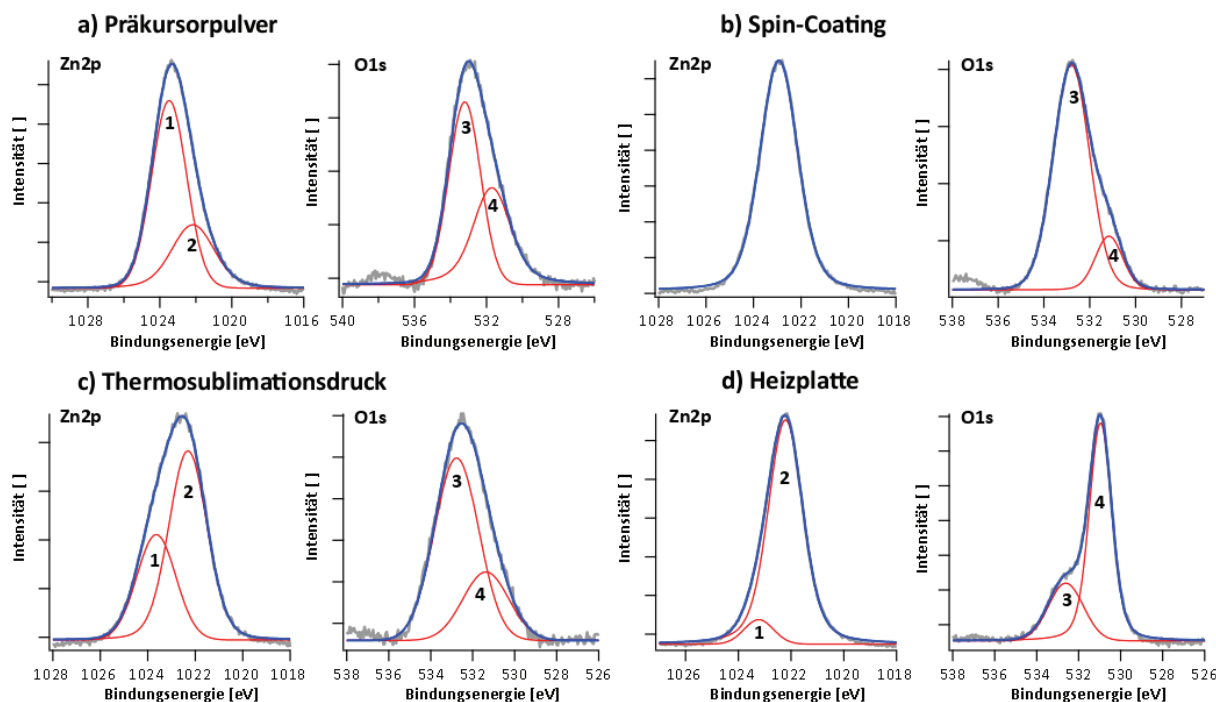 a) Präkursorpulver
b) Spin-Coating
Zn2p
O1s
Zn2p
O1s
1
2
3
4
3
4
Intensität [ ]
Intensität [ ]
Intensität [ ]
Intensität [ ]
1028 1024 1020 1016
540 536 532 528
1028 1026 1024 1022 1020 1018
538 536 534 532 530 528
Bindungsenergie [eV]
Bindungsenergie [eV]
Bindungsenergie [eV]
Bindungsenergie [eV]
c) Thermosublimationsdruck
d) Heizplatte
Zn2p
O1s
Zn2p
O1s
1
2
3
4
2
1
3
4
Intensität [ ]
Intensität [ ]
Intensität [ ]
Intensität [ ]
1028 1026 1024 1022 1020 1018
538 536 534 532 530 528 526
1026 1024 1022 1020 1018
538 536 534 532 530 528 526
Bindungsenergie [eV]
Bindungsenergie [eV]
Bindungsenergie [eV]
Bindungsenergie [eV]